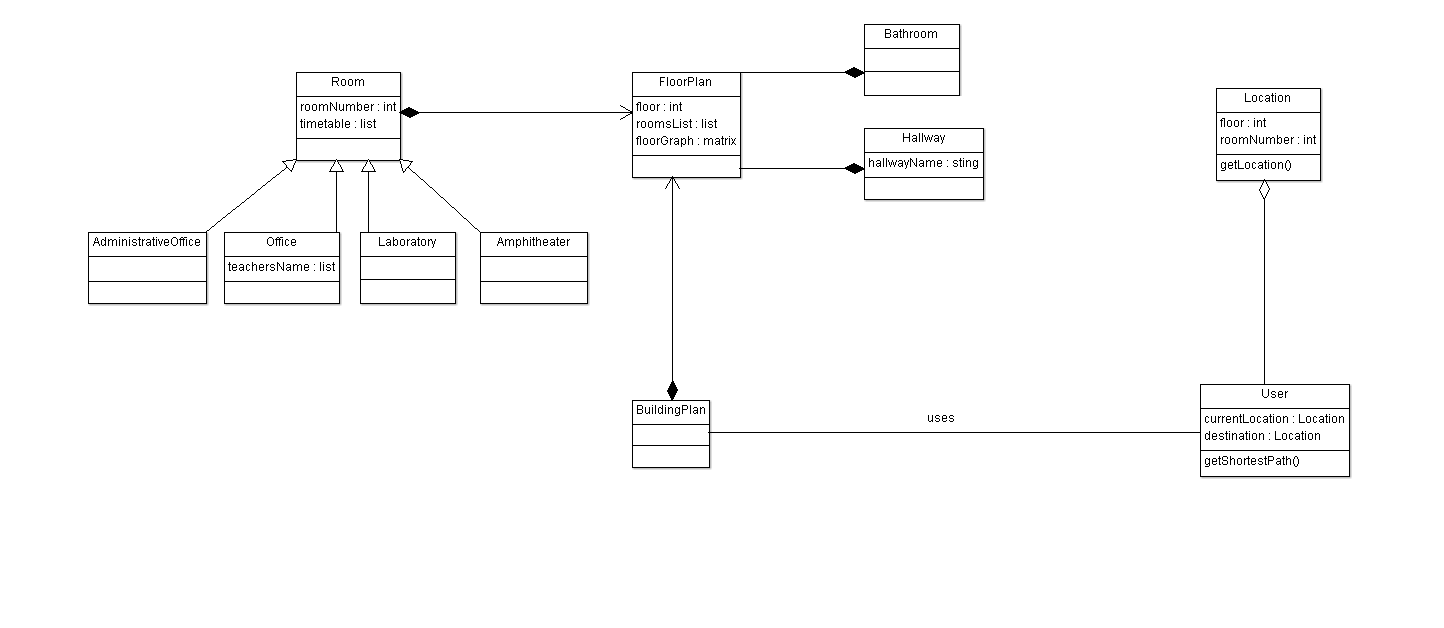 Bathroom
Room
roomNumber : int
timetable : list
FloorPlan
floor : int
roomsList : list
floorGraph : matrix
Hallway
hallwayName : sting
Location
floor : int
roomNumber : int
getLocation()
AdministrativeOffice
Office
teachersName : list
Laboratory
Amphitheater
BuildingPlan
uses
User
currentLocation : Location
destination : Location
getShortestPath()